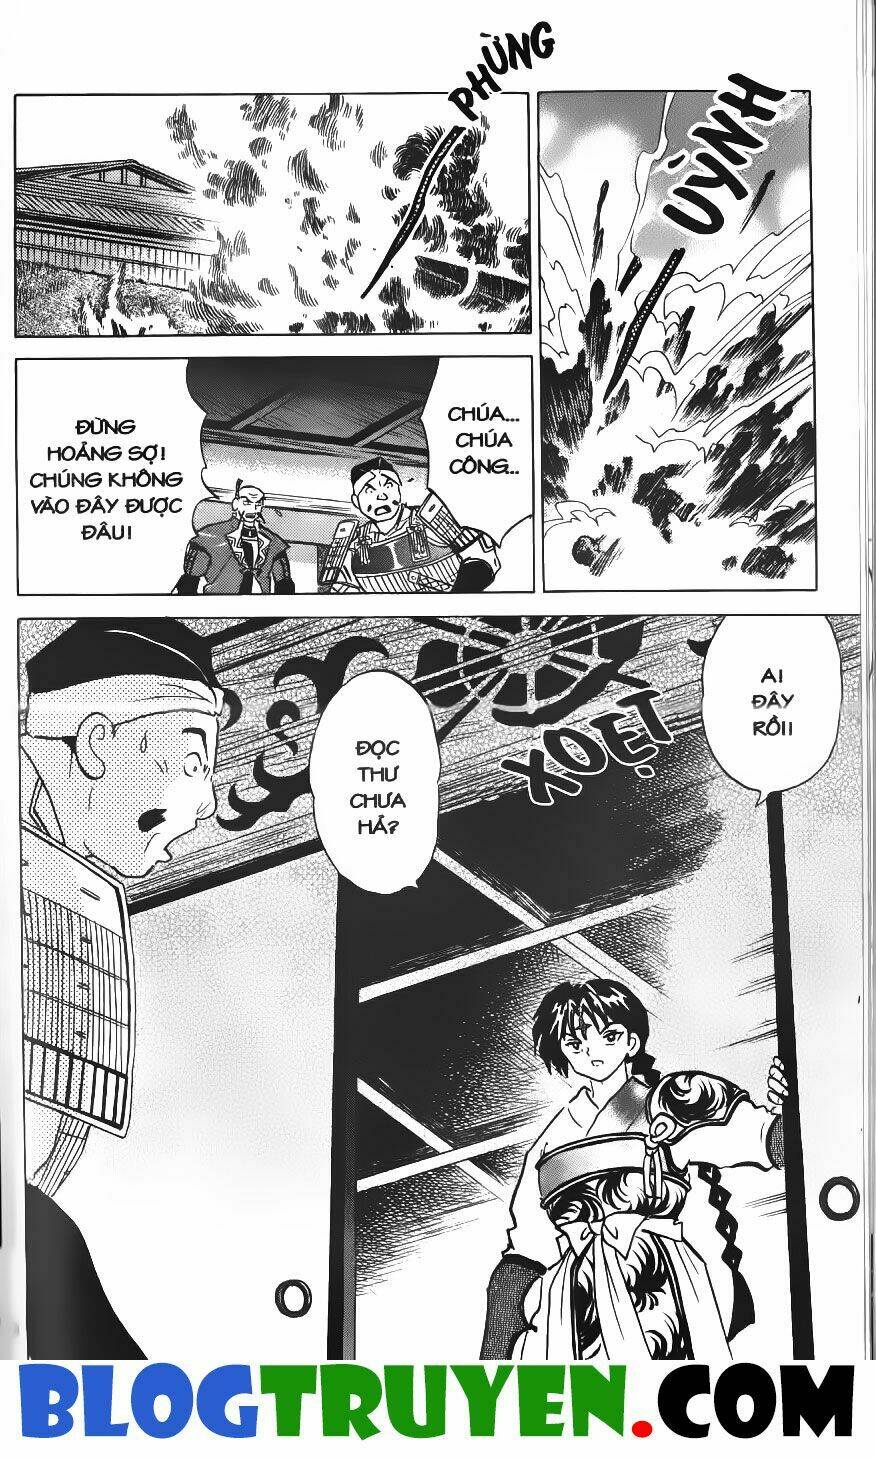 PHỪNG
UỲNH
CHÚA...
CHÚA
CÔNG...
ĐỪNG
HOẢNG SỢ!
CHÚNG KHÔNG
VÀO ĐÂY ĐƯỢC
ĐÂU!
AI
ĐÂY
RỒI!
XOẸT
ĐỌC
THƯ
CHƯA
HẢ?
BLOGTRUYEN.COM